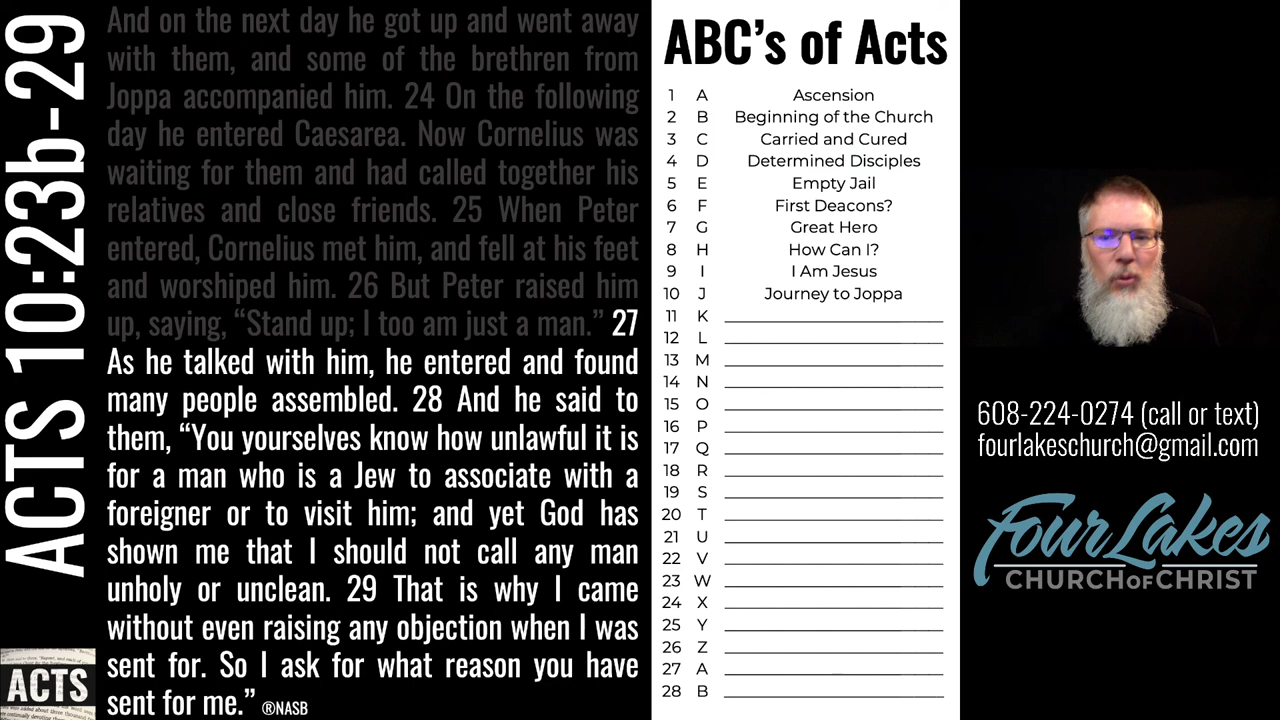 ACTS 10:23b-29
And on the next day he got up and went away
with them, and some of the brethren from
Joppa accompanied him. 24 On the following
day he entered Caesarea. Now Cornelius was
waiting for them and had called together his
relatives and close friends. 25 When Peter
entered, Cornelius met him, and fell at his feet
and worshiped him. 26 But Peter raised him
up, saying, “Stand up; I too am just a man.” 27
As he talked with him, he entered and found
many people assembled. 28 And he said to
them, “You yourselves know how unlawful it is
for a man who is a Jew to associate with a
foreigner or to visit him; and yet God has
shown me that I should not call any man
unholy or unclean. 29 That is why I came
without even raising any objection when I was
sent for. So I ask for what reason you have
sent for me.” ®NASB
ACTS
ABC’s of Acts
1 A Ascension
2 B Beginning of the Church
3 C Carried and Cured
4 D Determined Disciples
5 E Empty Jail
6 F First Deacons?
7 G Great Hero
8 H How Can I?
9 I I Am Jesus
10 J Journey to Joppa
11 K
12 L
13 M
14 N
15 O
16 P
17 Q
18 R
19 S
20 T
21 U
22 V
23 W
24 X
25 Y
26 Z
27 A
28 B
608-224-0274 (call or text)
fourlakeschurch@gmail.com
Four Lakes
CHURCH OF CHRIST